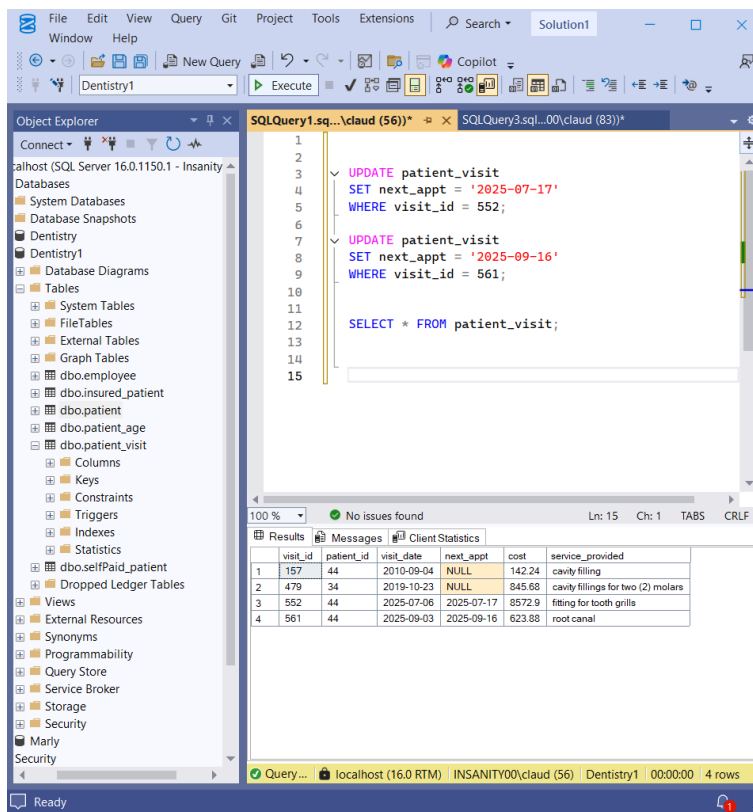 File Edit View Query Git Project Tools Extensions Search Solution1
Window Help
New Query Copilot
Dentistry1 Execute
Object Explorer
Connect
calhost (SQL Server 16.0.1150.1 - Insanity
Databases
System Databases
Database Snapshots
Dentistry
Dentistry1
Database Diagrams
Tables
System Tables
FileTables
External Tables
Graph Tables
dbo.employee
dbo.insured_patient
dbo.patient
dbo.patient_age
dbo.patient_visit
Columns
Keys
Constraints
Triggers
Indexes
Statistics
dbo.selfPaid_patient
Dropped Ledger Tables
Views
External Resources
Synonyms
Programmability
Query Store
Service Broker
Storage
Security
Marly
Security
SQLQuery1.sq...\claud (56))* SQLQuery3.sql...00\claud (83))*
1
2
3 UPDATE patient_visit
4 SET next_appt = '2025-07-17'
5 WHERE visit_id = 552;
6
7 UPDATE patient_visit
8 SET next_appt = '2025-09-16'
9 WHERE visit_id = 561;
10
11
12 SELECT * FROM patient_visit;
13
14
15
100 % No issues found Ln: 15 Ch: 1 TABS CRLF
Results Messages Client Statistics
visit_id patient_id visit_date next_appt cost service_provided
1 157 44 2010-09-04 NULL 142.24 cavity filling
2 479 34 2019-10-23 NULL 845.68 cavity fillings for two (2) molars
3 552 44 2025-07-06 2025-07-17 8572.9 fitting for tooth grills
4 561 44 2025-09-03 2025-09-16 623.88 root canal
Query... localhost (16.0 RTM) INSANITY00\claud (56) Dentistry1 00:00:00 4 rows
Ready 1